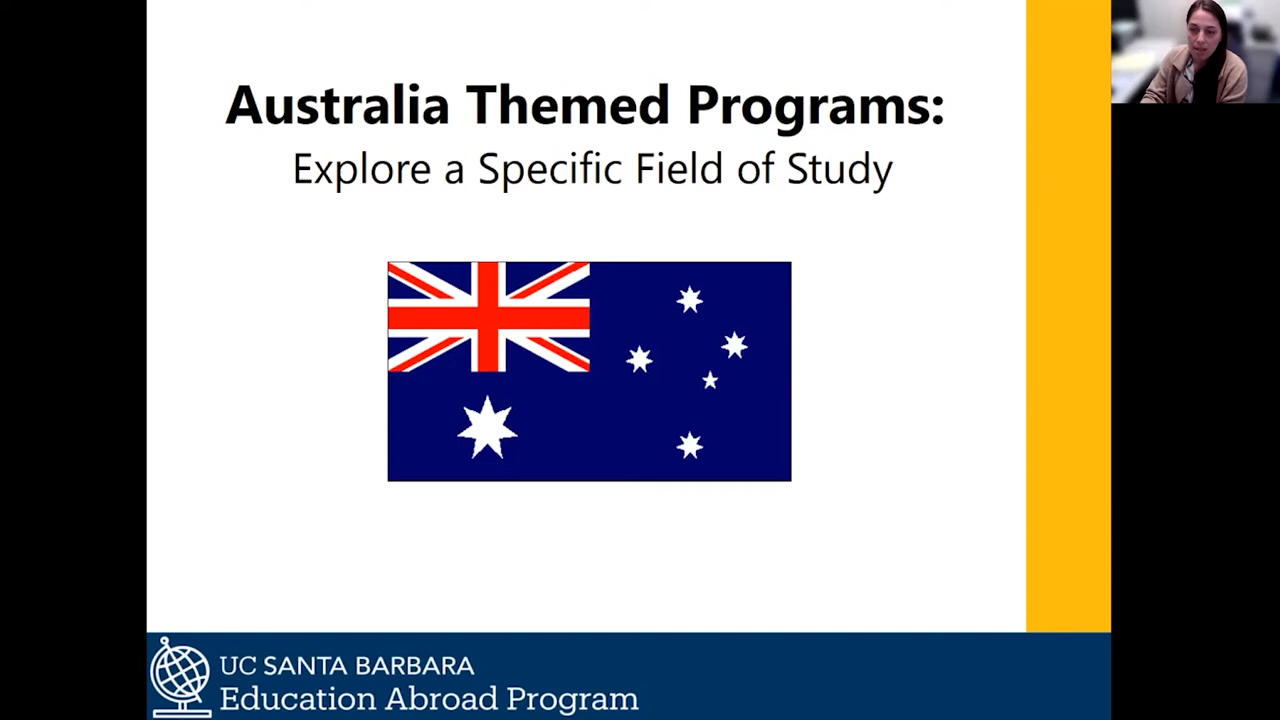 Australia Themed Programs:
Explore a Specific Field of Study
UC SANTA BARBARA
Education Abroad Program